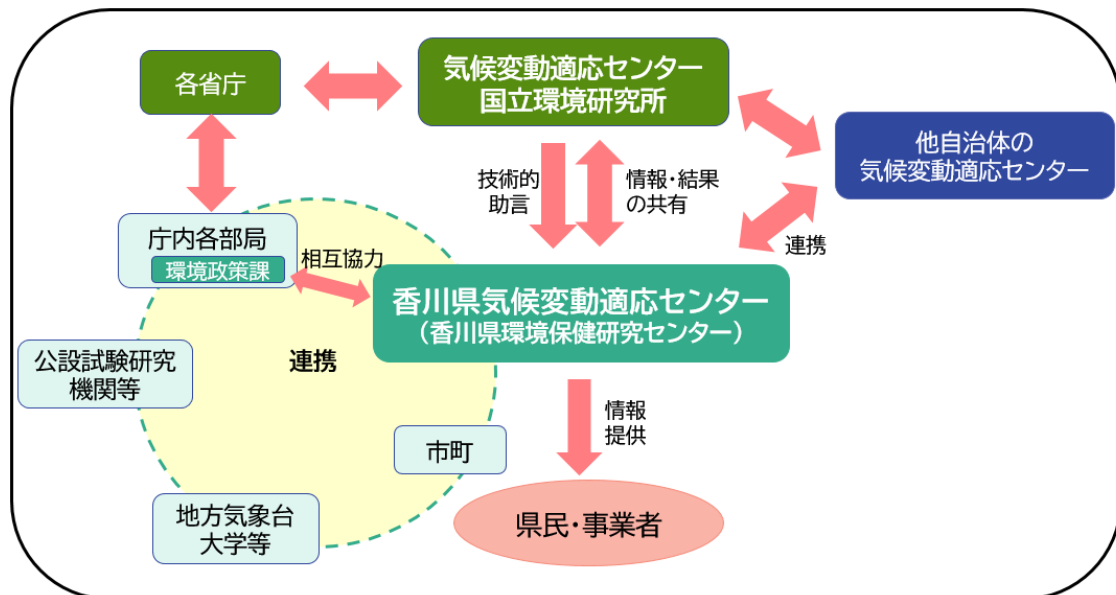 各省庁
気候変動適応センター
国立環境研究所
他自治体の
気候変動適応センター
技術的
助言
情報・結果
の共有
連携
庁内各部局
環境政策課
相互協力
香川県気候変動適応センター
（香川県環境保健研究センター）
公設試験研究
機関等
連携
情報
提供
市町
地方気象台
大学等
県民・事業者